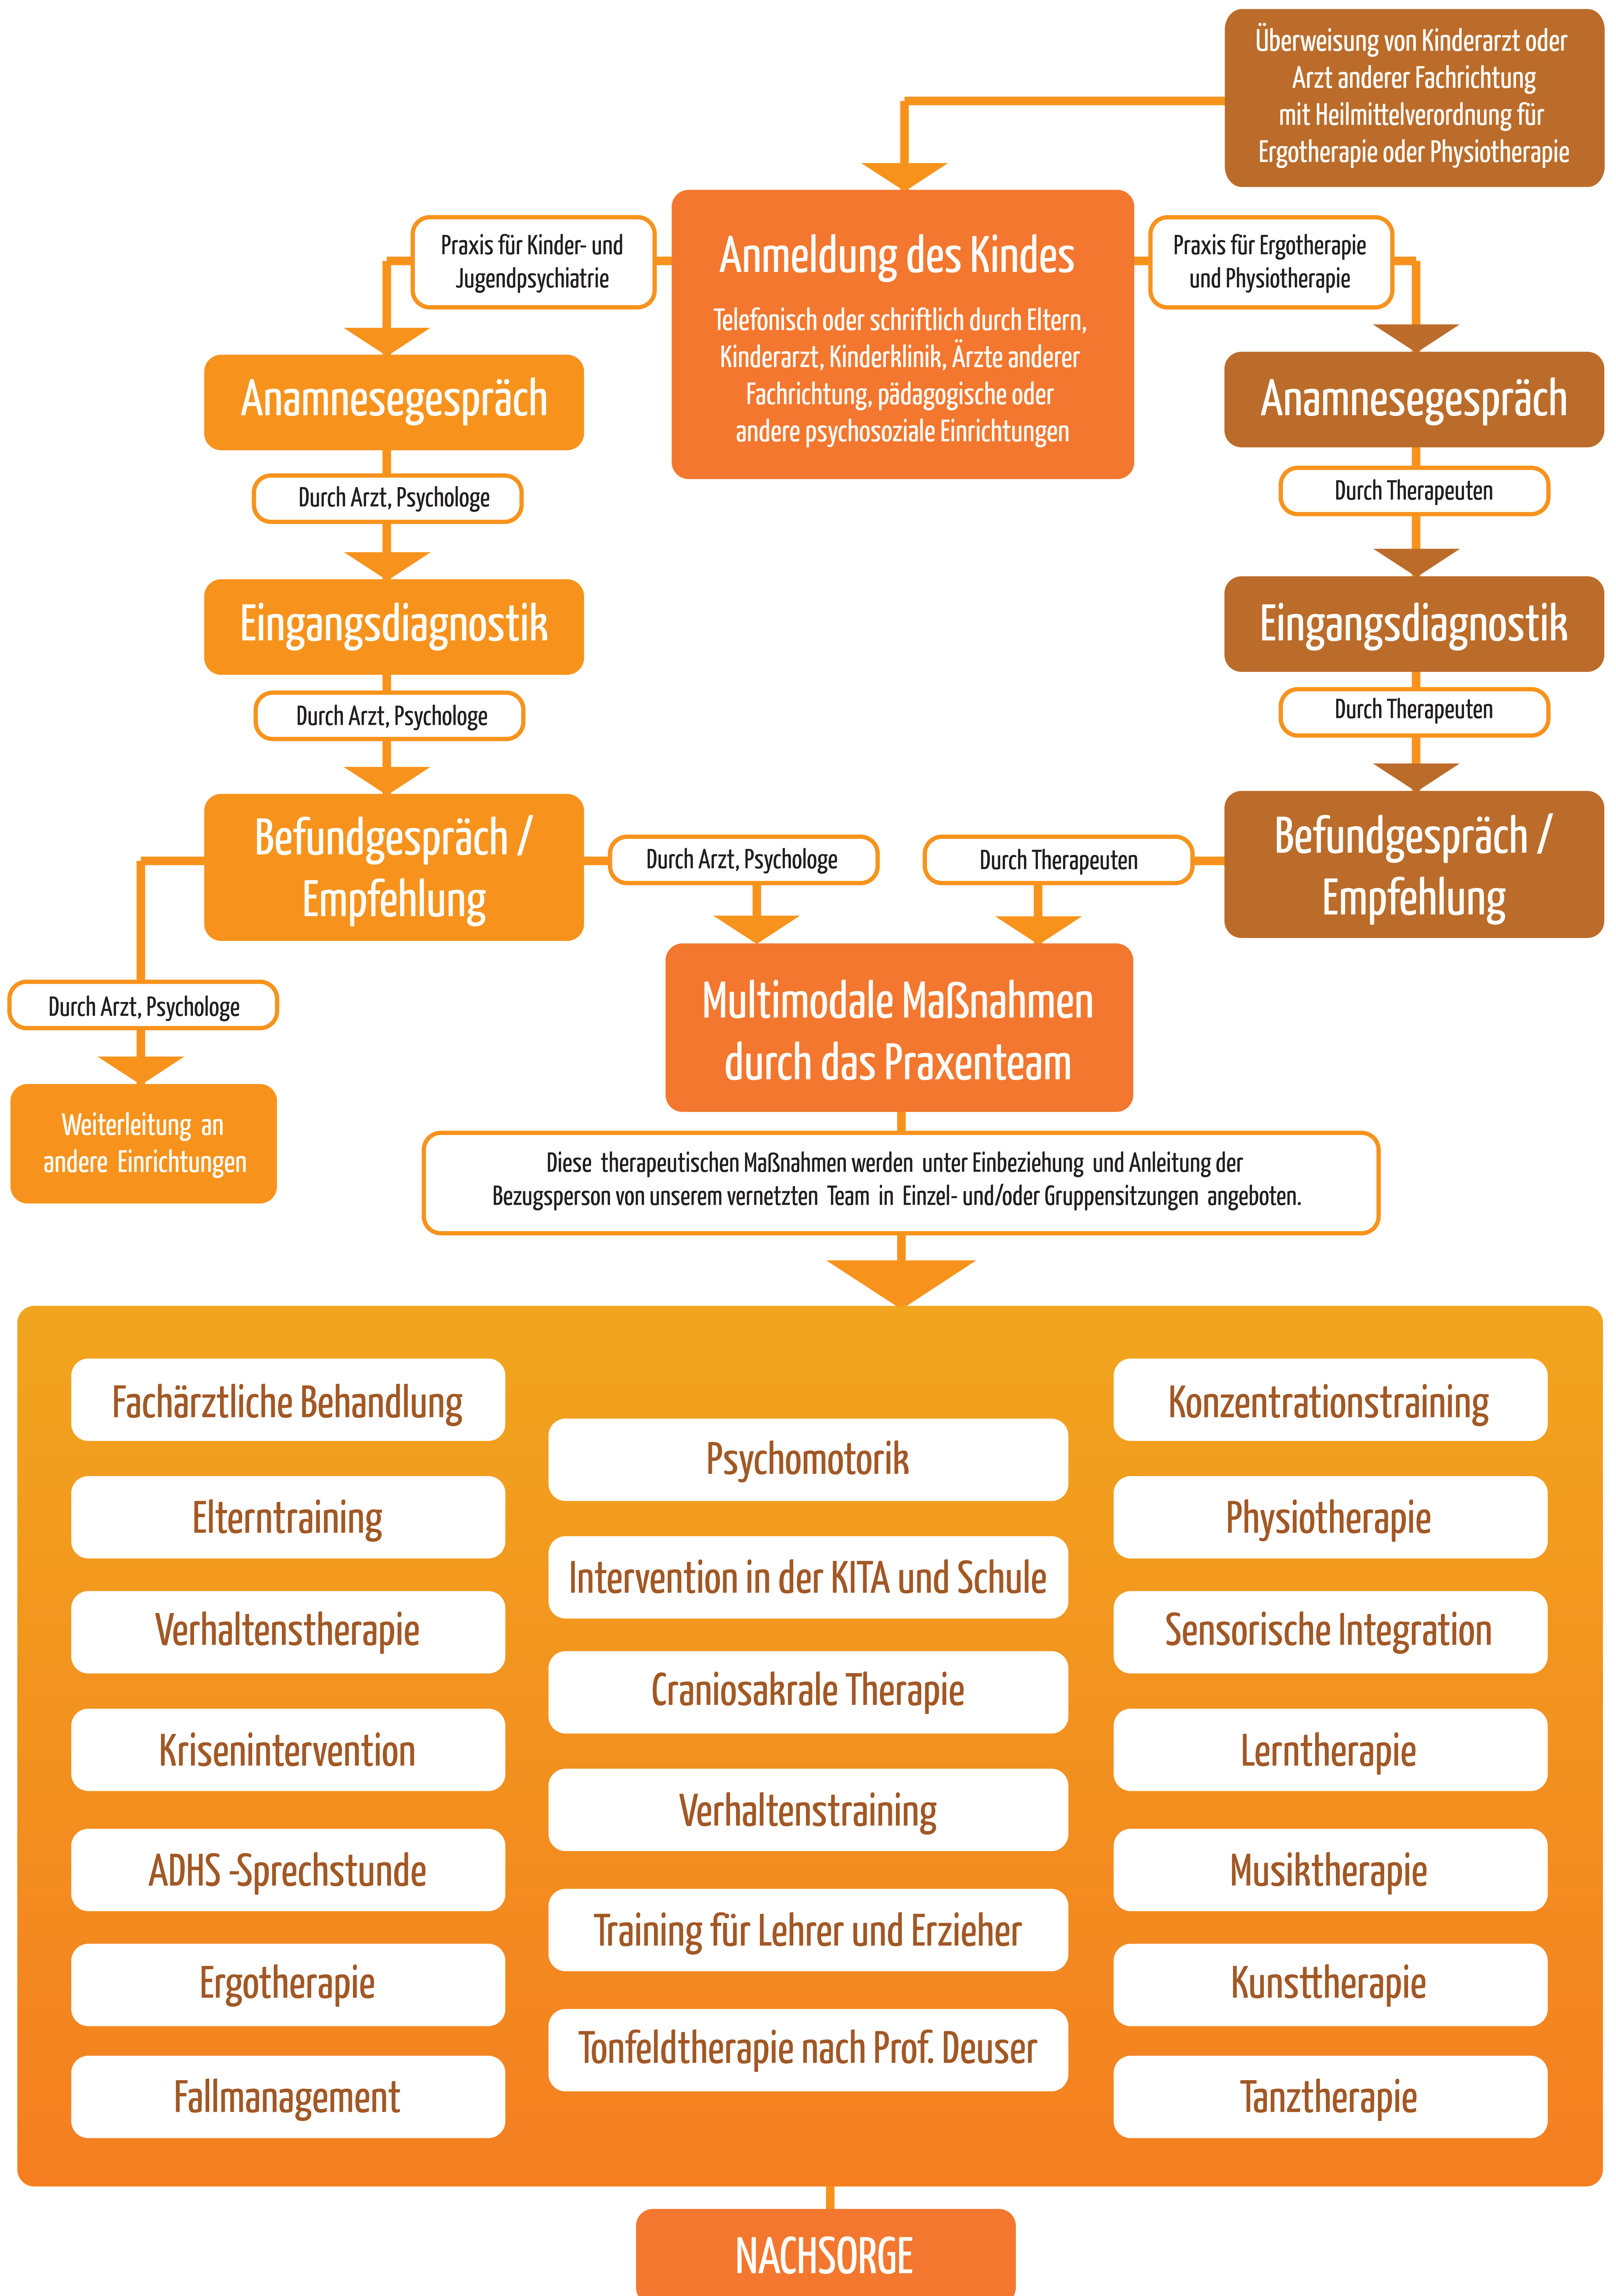 Überweisung von Kinderarzt oder
Arzt anderer Fachrichtung
mit Heilmittelverordnung für
Ergotherapie oder Physiotherapie
Praxis für Kinder- und
Jugendpsychiatrie
Anmeldung des Kindes
Telefonisch oder schriftlich durch Eltern,
Kinderarzt, Kinderklinik, Ärzte anderer
Fachrichtung, pädagogische oder
andere psychosoziale Einrichtungen
Praxis für Ergotherapie
und Physiotherapie
Anamnesegespräch
Anamnesegespräch
Durch Arzt, Psychologe
Durch Therapeuten
Eingangsdiagnostik
Eingangsdiagnostik
Durch Arzt, Psychologe
Durch Therapeuten
Befundgespräch /
Empfehlung
Durch Arzt, Psychologe
Durch Therapeuten
Befundgespräch /
Empfehlung
Durch Arzt, Psychologe
Multimodale Maßnahmen
durch das Praxenteam
Weiterleitung an
andere Einrichtungen
Diese therapeutischen Maßnahmen werden unter Einbeziehung und Anleitung der
Bezugsperson von unserem vernetzten Team in Einzel- und/oder Gruppensitzungen angeboten.
Fachärztliche Behandlung
Elterntraining
Verhaltenstherapie
Krisenintervention
ADHS -Sprechstunde
Ergotherapie
Fallmanagement
Psychomotorik
Intervention in der KITA und Schule
Craniosakrale Therapie
Verhaltenstraining
Training für Lehrer und Erzieher
Tonfeldtherapie nach Prof. Deuser
Konzentrationstraining
Physiotherapie
Sensorische Integration
Lerntherapie
Musiktherapie
Kunsttherapie
Tanztherapie
NACHSORGE